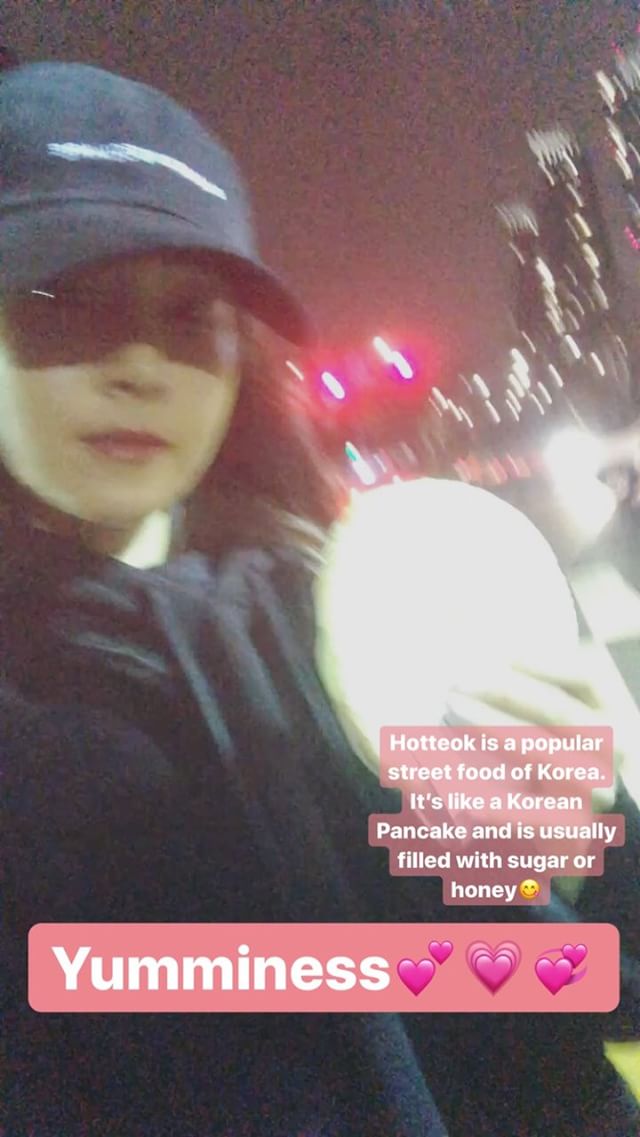 Hotteok is a popular
street food of Korea.
It's like a Korean
Pancake and is usually
filled with sugar or
honey😋
Yumminess💕💗💞